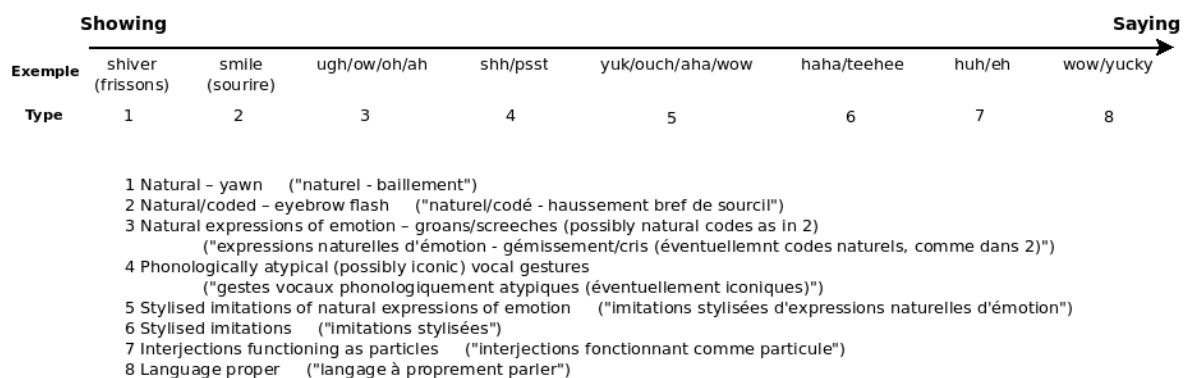 Showing Saying
Exemple shiver smile ugh/ow/oh/ah shh/psst yuk/ouch/aha/wow haha/teehee huh/eh wow/yucky
(frissons) (sourire)
Type 1 2 3 4 5 6 7 8
1 Natural – yawn ("naturel - baillement")
2 Natural/coded – eyebrow flash ("naturel/codé - haussement bref de sourcil")
3 Natural expressions of emotion – groans/screeches (possibly natural codes as in 2)
("expressions naturelles d'émotion - gémissement/cris (éventuellemnt codes naturels, comme dans 2)")
4 Phonologically atypical (possibly iconic) vocal gestures
("gestes vocaux phonologiquement atypiques (éventuellement iconiques)")
5 Stylised imitations of natural expressions of emotion ("imitations stylisées d'expressions naturelles d'émotion")
6 Stylised imitations ("imitations stylisées")
7 Interjections functioning as particles ("interjections fonctionnant comme particule")
8 Language proper ("langage à proprement parler")